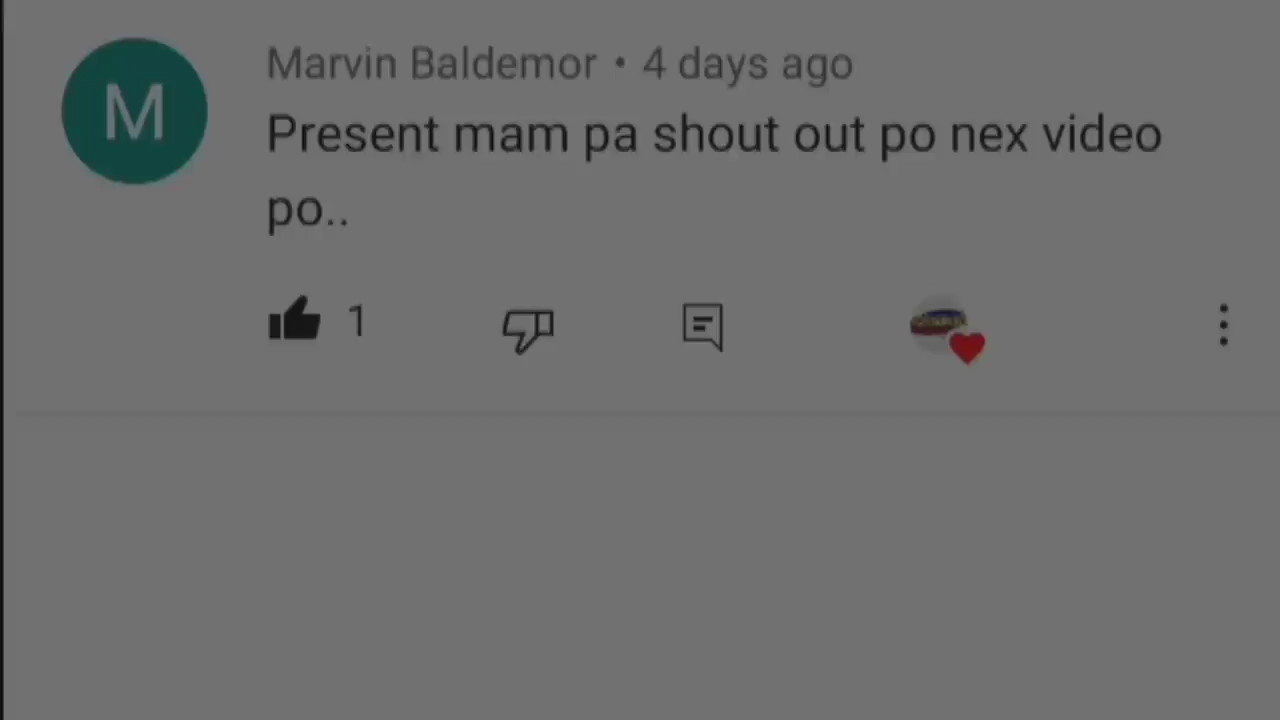 M
Marvin Baldemor • 4 days ago
Present mam pa shout out po nex video
po..
1